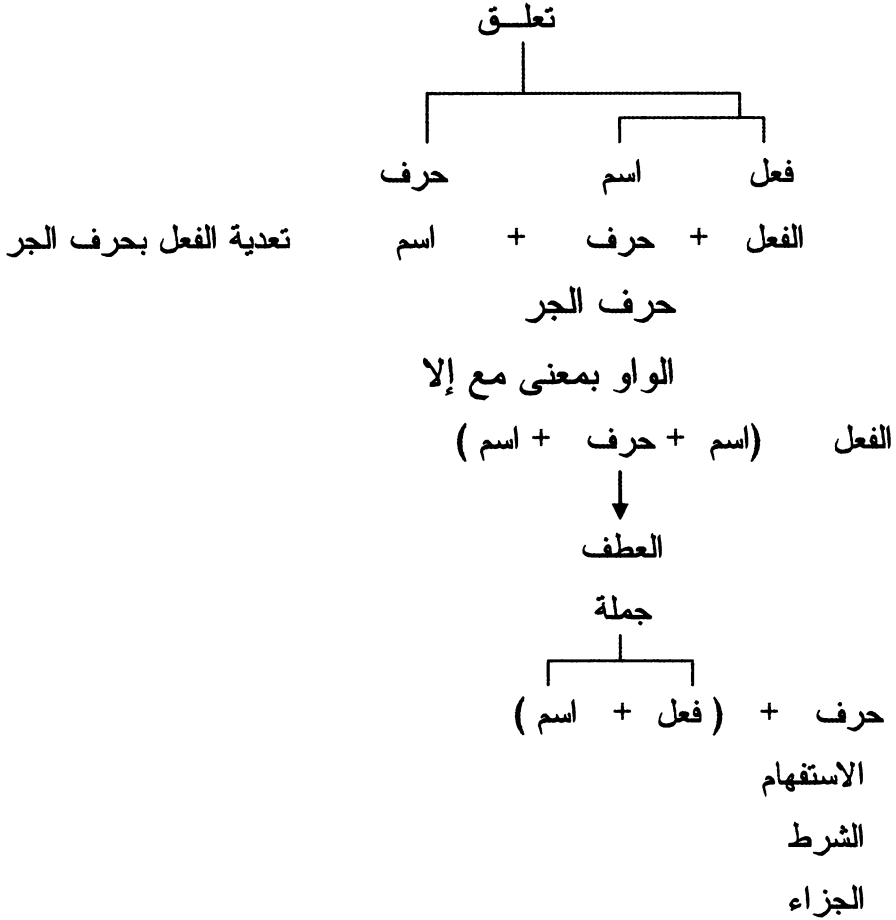 تعلــق
فعل اسم حرف
الفعل + حرف + اسم تعدية الفعل بحرف الجر
حرف الجر
الواو بمعنى مع إلا
الفعل (اسم + حرف + اسم )
العطف
جملة
حرف + ( فعل + اسم )
الاستفهام
الشرط
الجزاء